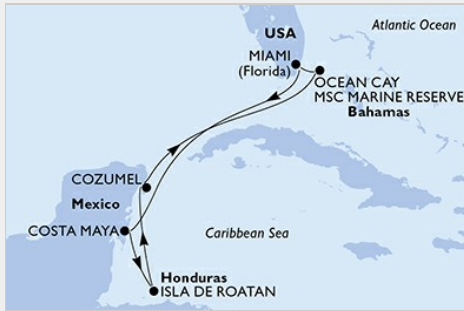 Atlantic Ocean
USA
MIAMI
(Florida)
OCEAN CAY
MSC MARINE RESERVE
Bahamas
COZUMEL
Mexico
COSTA MAYA
Caribbean Sea
Honduras
ISLA DE ROATAN